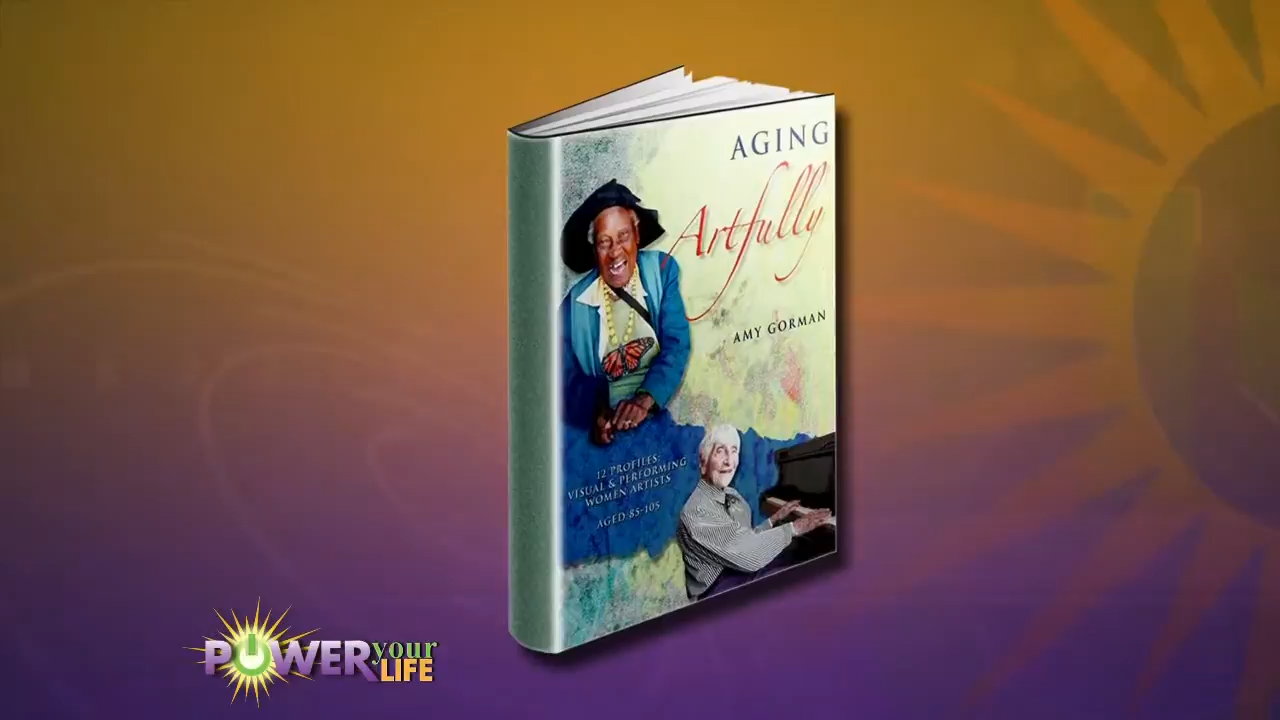 AGING
Artfully
AMY GORMAN
12 PROFILES:
VISUAL & PERFORMING
WOMEN ARTISTS
AGED 85-105
POWER your
LIFE